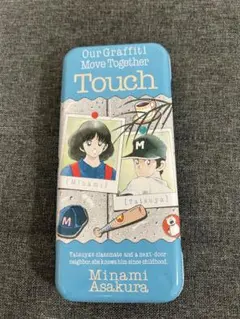 Our Graffiti
Move Together
Touch
M
M
Minami
Tatsuya
M
Tatsuya's classmate and a next-door
neighbor, she knows him since childhood.
Minami
Asakura